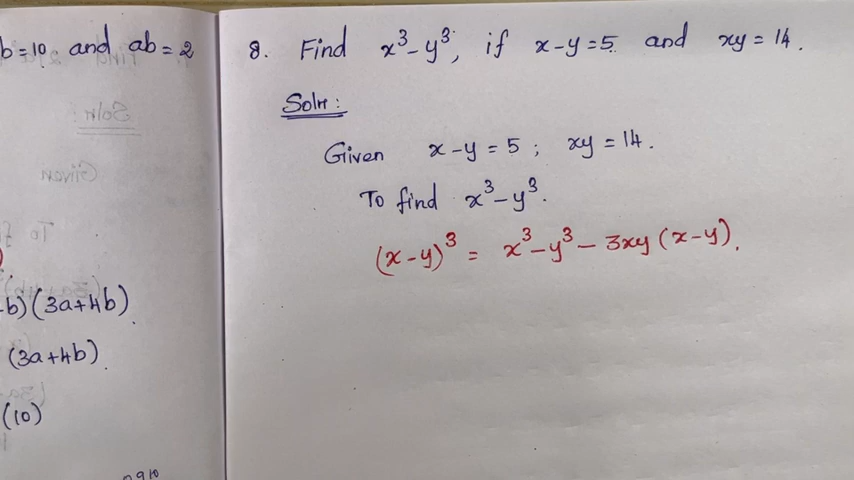 b=10 and ab=2
-b)(3a+4b)
(3a+4b).
(10)
8. Find x³-y³, if x-y=5 and xy=14.
Soln:
Given x-y=5; xy=14.
To find x³-y³.
(x-y)³ = x³-y³-3xy(x-y).